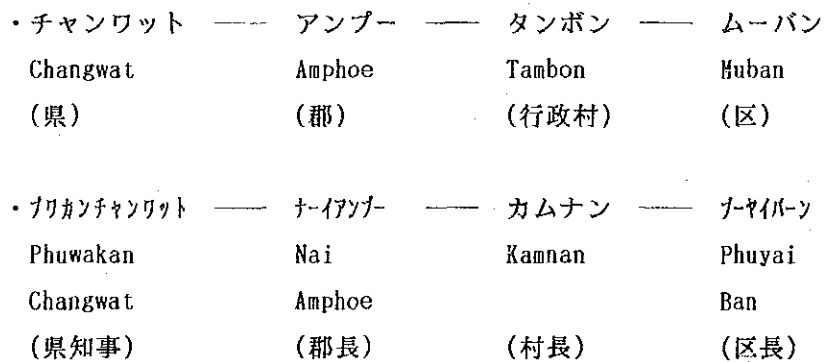 ・チャンワット ―― アンプー ―― タンボン ―― ムーバン
Changwat Amphoe Tambon Muban
(県) (郡) (行政村) (区)
・プワカンチャンワット ―― ナーイアンプー ―― カムナン ―― プーヤイバーン
Phuwakan Nai Kamnan Phuyai
Changwat Amphoe Ban
(県知事) (郡長) (村長) (区長)